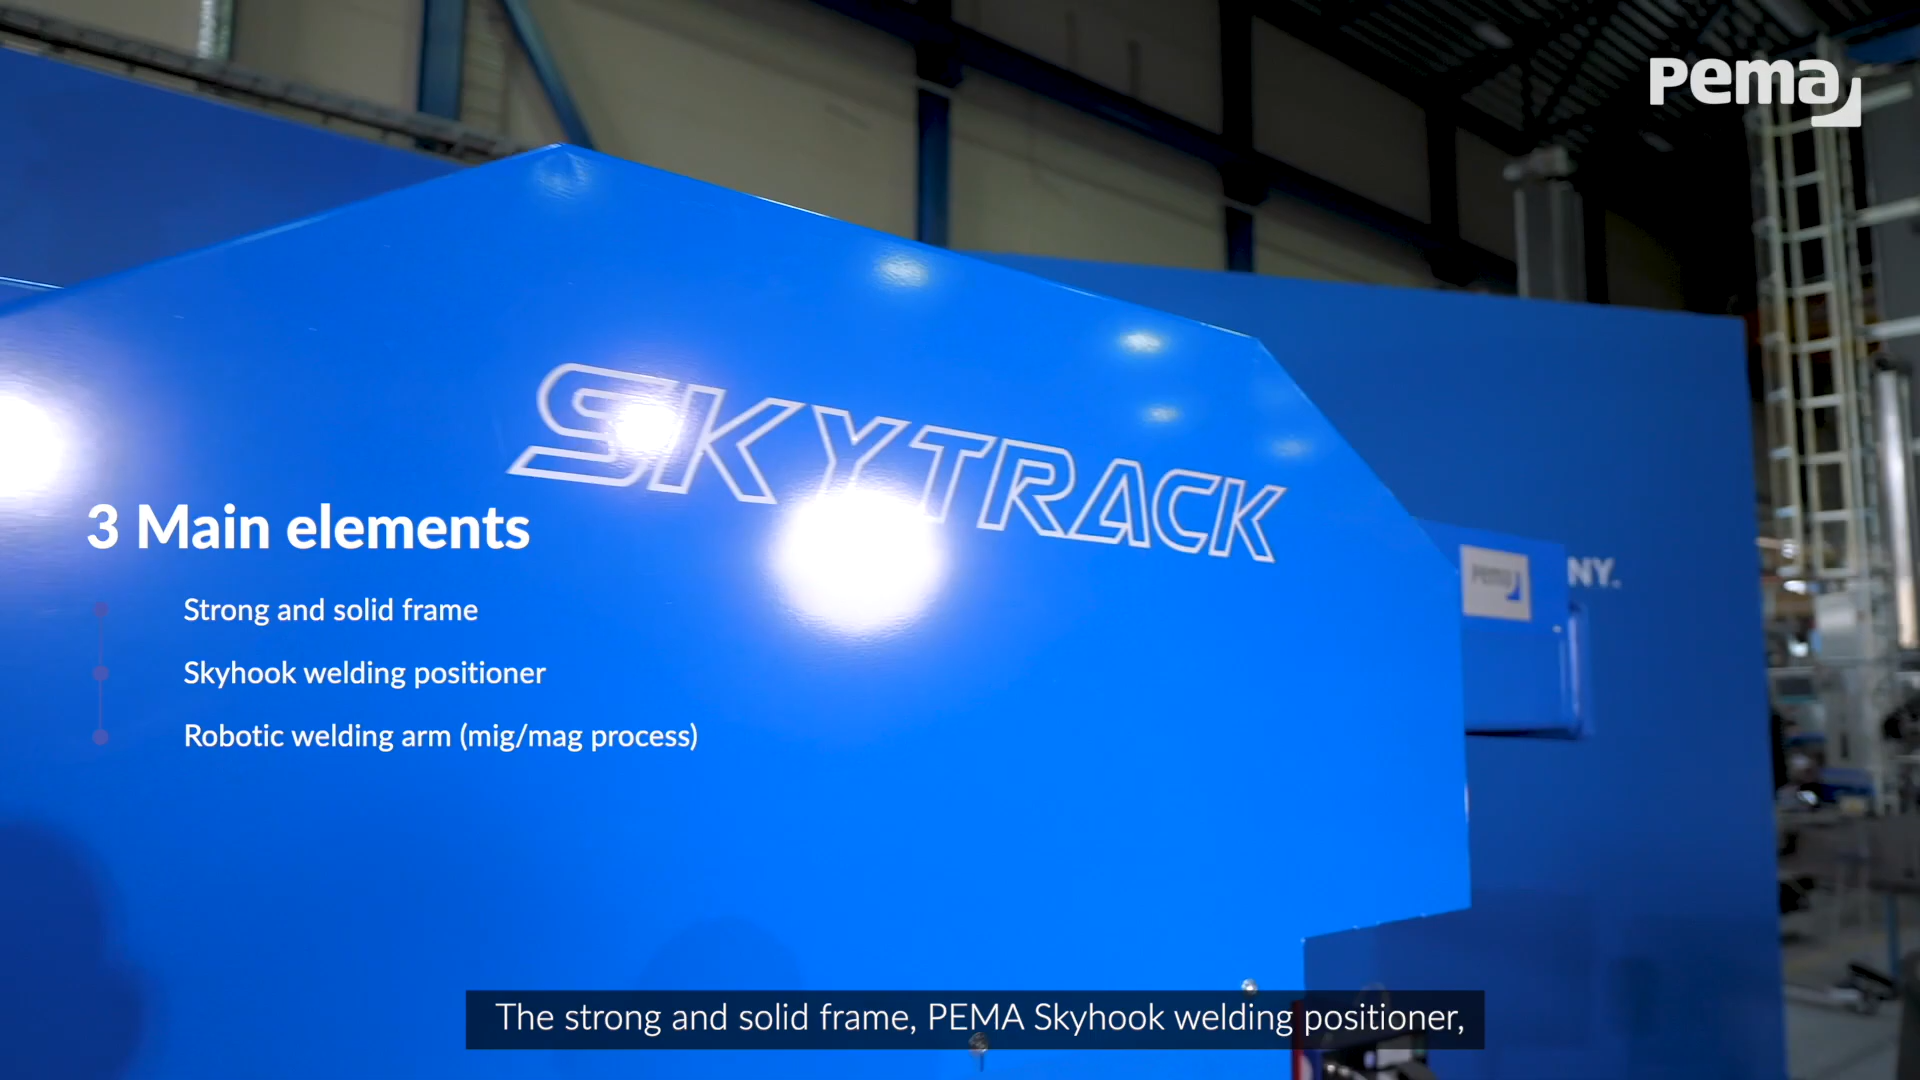 pema
SKYTRACK
3 Main elements
pema
NY.
Strong and solid frame
Skyhook welding positioner
Robotic welding arm (mig/mag process)
The strong and solid frame, PEMA Skyhook welding positioner,